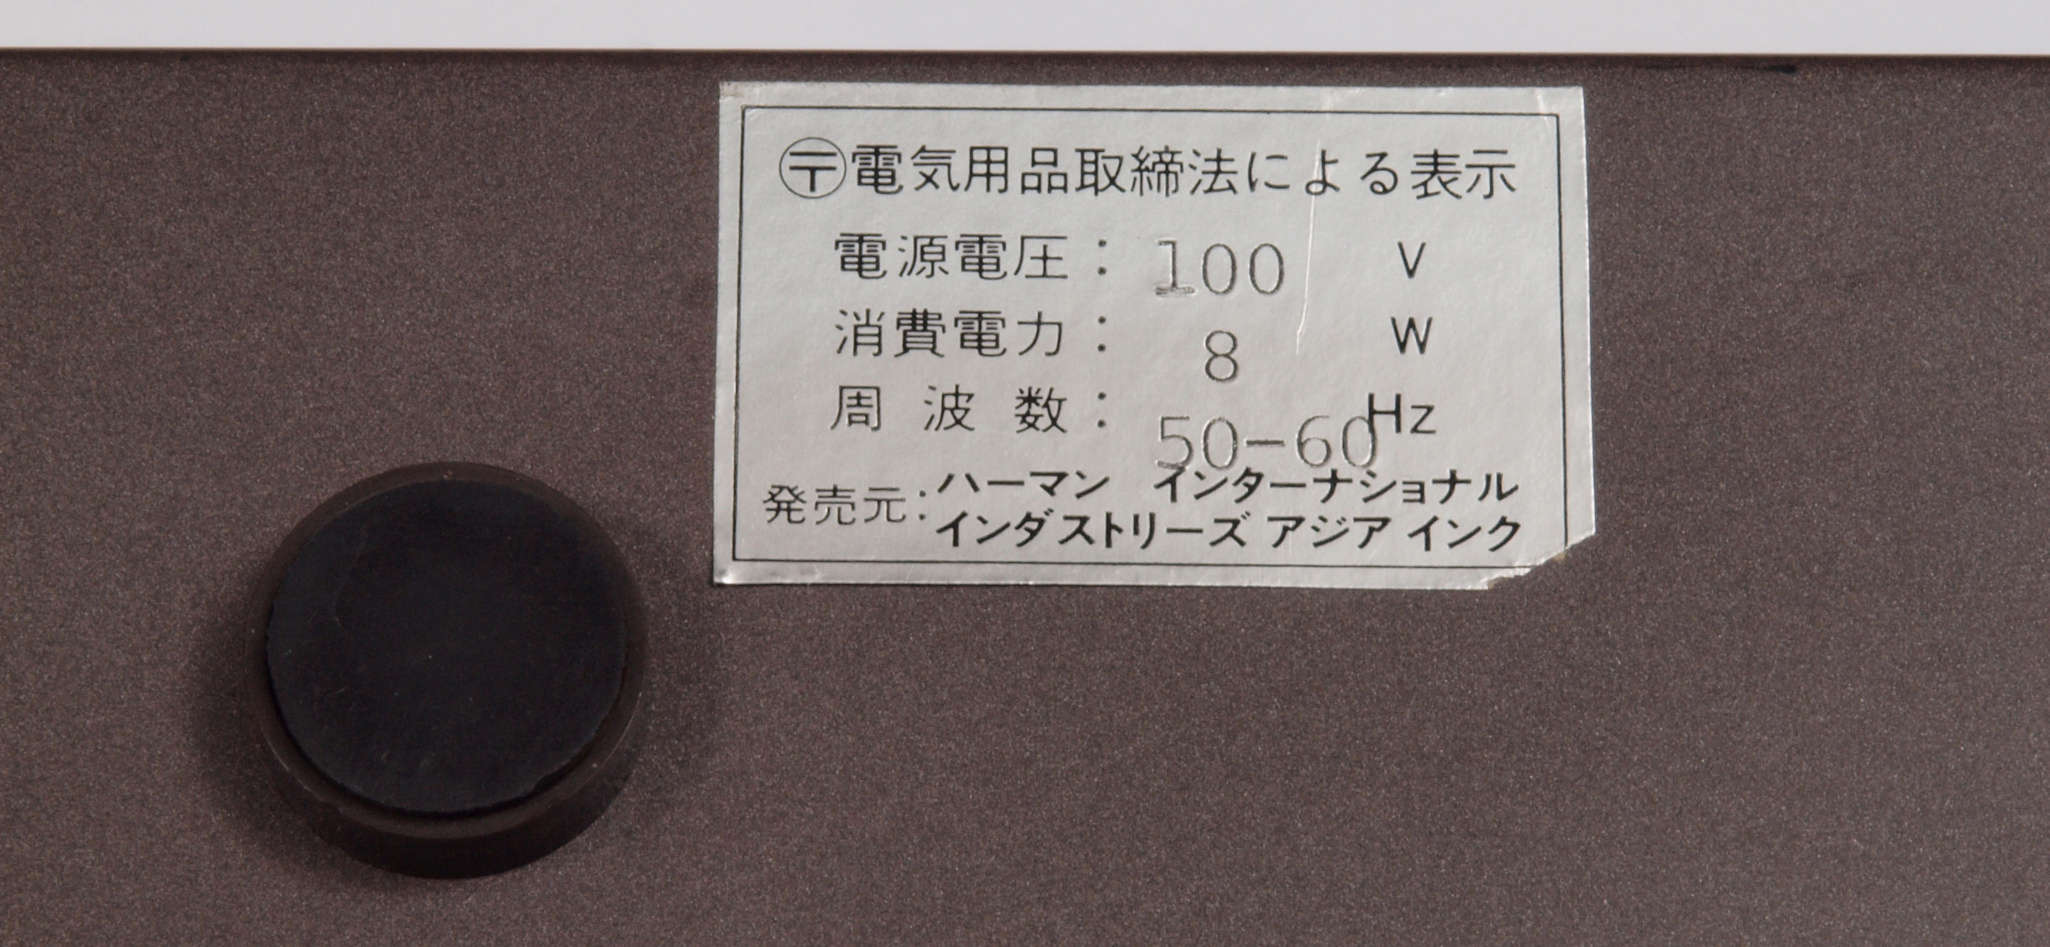 〶電気用品取締法による表示
電源電圧: 100 V
消費電力: 8 W
周波数: 50-60 Hz
発売元: ハーマン インターナショナル
インダストリーズ アジア インク